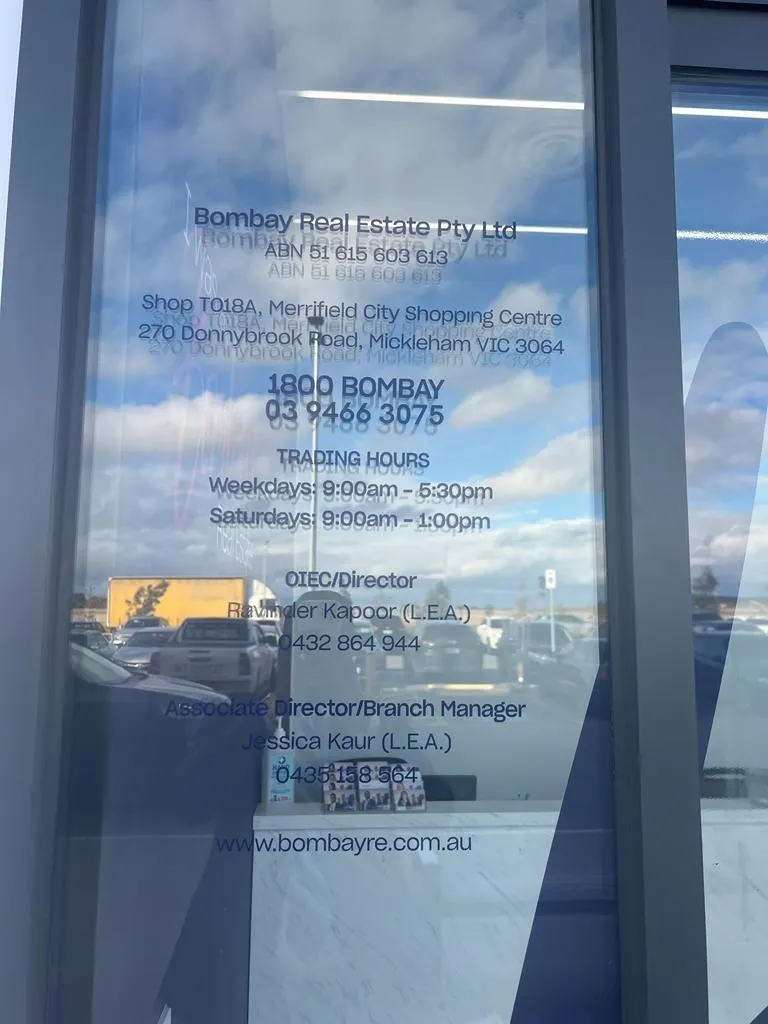 Bombay Real Estate Pty Ltd
ABN 51 615 603 613
Shop T018A, Merrifield City Shopping Centre
270 Donnybrook Road, Mickleham VIC 3064
1800 BOMBAY
03 9466 3075
TRADING HOURS
Weekdays: 9:00am - 5:30pm
Saturdays: 9:00am - 1:00pm
OIEC/Director
Ravinder Kapoor (L.E.A.)
0432 864 944
Associate Director/Branch Manager
Jessica Kaur (L.E.A.)
0435 158 564
www.bombayre.com.au